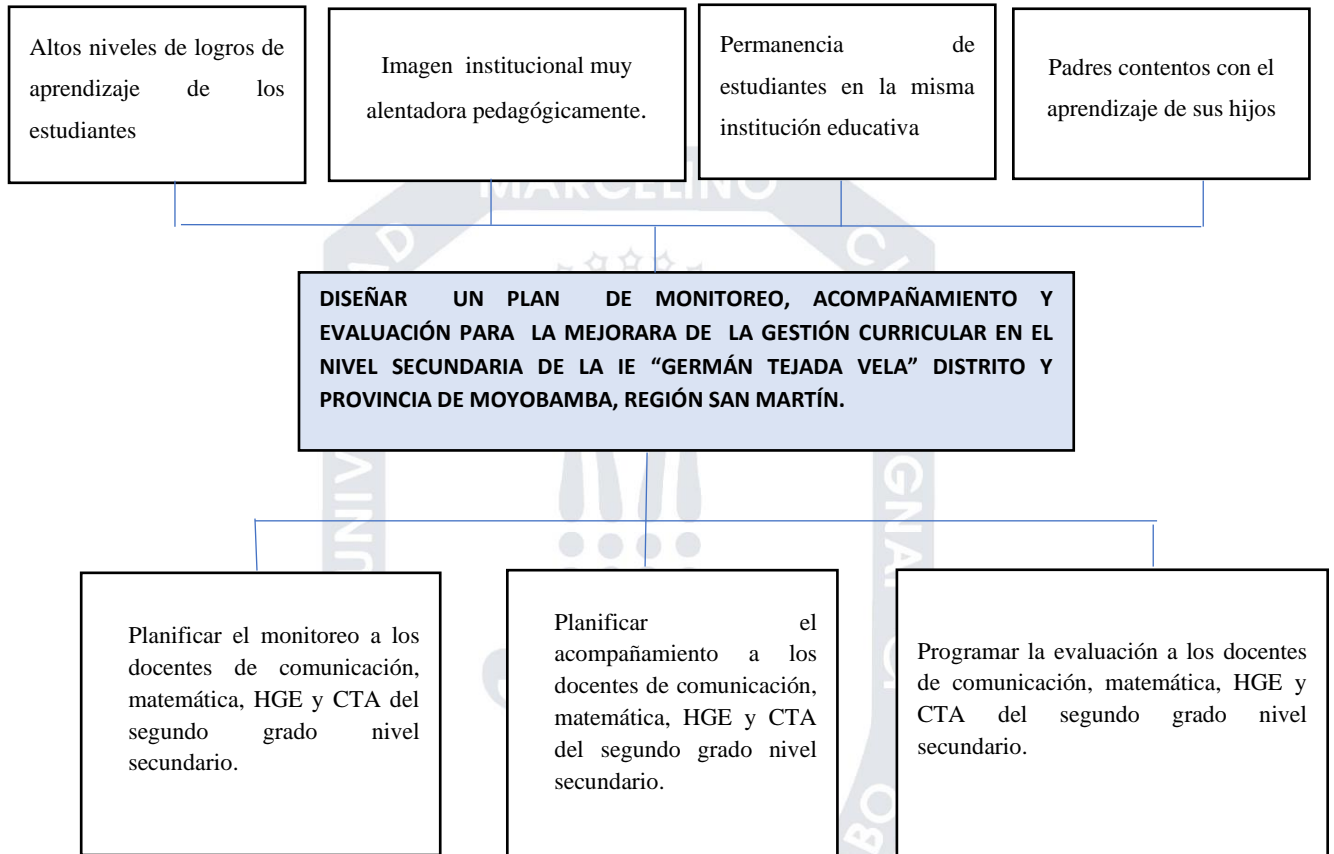 Altos niveles de logros de
aprendizaje de los
estudiantes
Imagen institucional muy
alentadora pedagógicamente.
Permanencia de
estudiantes en la misma
institución educativa
Padres contentos con el
aprendizaje de sus hijos
MARCELINO
DISEÑAR UN PLAN DE MONITOREO, ACOMPAÑAMIENTO Y
EVALUACIÓN PARA LA MEJORARA DE LA GESTIÓN CURRICULAR EN EL
NIVEL SECUNDARIA DE LA IE “GERMÁN TEJADA VELA” DISTRITO Y
PROVINCIA DE MOYOBAMBA, REGIÓN SAN MARTÍN.
Planificar el monitoreo a los
docentes de comunicación,
matemática, HGE y CTA del
segundo grado nivel
secundario.
Planificar el
acompañamiento a los
docentes de comunicación,
matemática, HGE y CTA
del segundo grado nivel
secundario.
Programar la evaluación a los docentes
de comunicación, matemática, HGE y
CTA del segundo grado nivel
secundario.